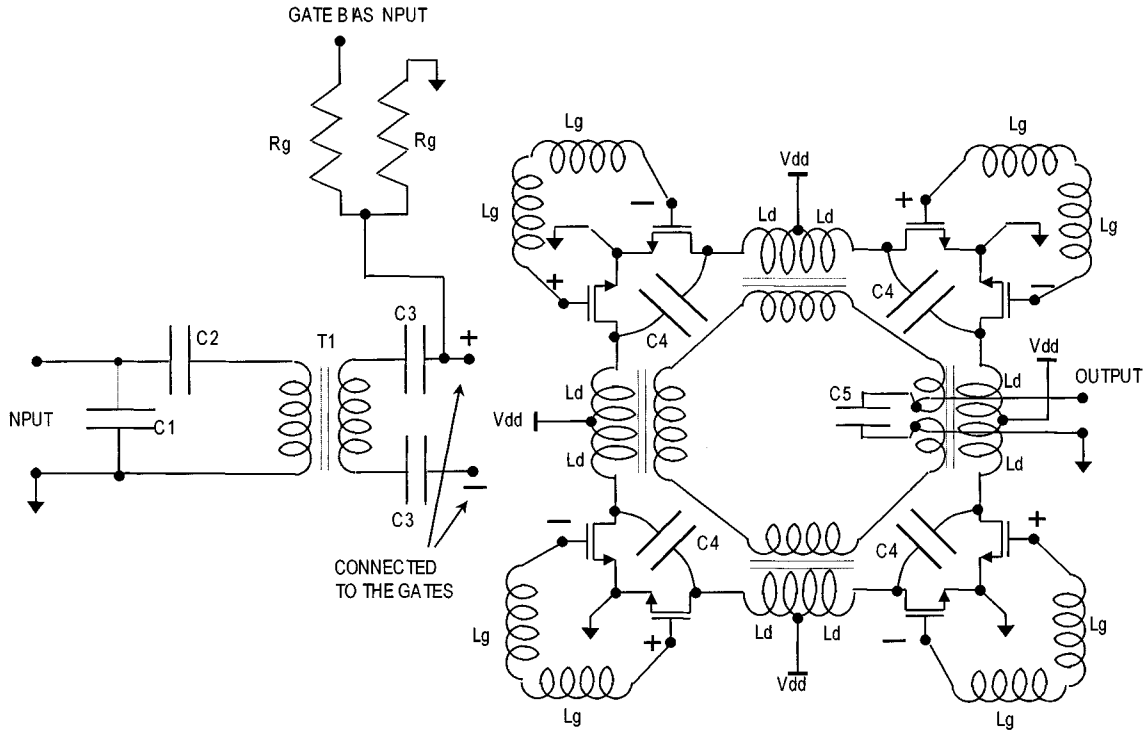 GATE BIAS NPUT
Rg
Rg
Lg
Lg
Vdd
Ld Ld
Lg
Lg
−
+
+
−
C4
C4
C2
T1
C3
+
NPUT
C1
C3
−
CONNECTED
TO THE GATES
Ld
Vdd
Ld
C5
Vdd
Ld
OUTPUT
Ld
−
+
C4
C4
+
−
Lg
Lg
Ld Ld
Vdd
Lg
Lg